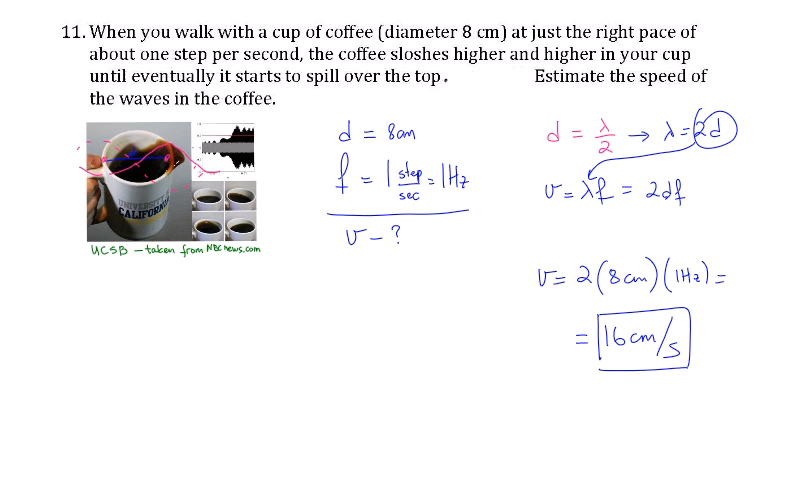 11. When you walk with a cup of coffee (diameter 8 cm) at just the right pace of
about one step per second, the coffee sloshes higher and higher in your cup
until eventually it starts to spill over the top. Estimate the speed of
the waves in the coffee.
UNIVERSITY
CALIFORNIA
UCSB – taken from NBCnews.com
d = 8cm
f = 1 step/sec = 1Hz
v – ?
d = λ/2 → λ = 2d
v = λf = 2df
v = 2(8cm)(1Hz) =
= 16cm/s